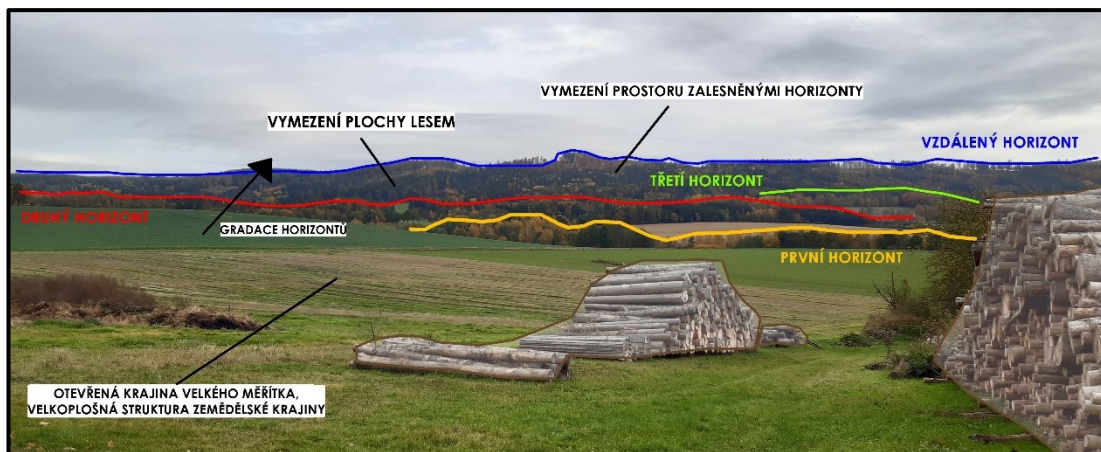 VYMEZENÍ PROSTORU ZALESNĚNÝMI HORIZONTY
VYMEZENÍ PLOCHY LESEM
VZDÁLENÝ HORIZONT
TŘETÍ HORIZONT
DRUHÝ HORIZONT
GRADACE HORIZONTŮ
PRVNÍ HORIZONT
OTEVŘENÁ KRAJINA VELKÉHO MĚŘÍTKA,
VELKOPLOŠNÁ STRUKTURA ZEMĚDĚLSKÉ KRAJINY